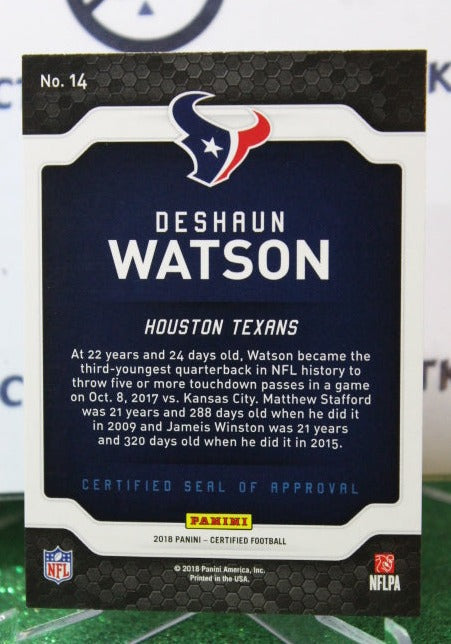 No. 14
DESHAUN
WATSON
HOUSTON TEXANS
At 22 years and 24 days old, Watson became the
third-youngest quarterback in NFL history to
throw five or more touchdown passes in a game
on Oct. 8, 2017 vs. Kansas City. Matthew Stafford
was 21 years and 288 days old when he did it
in 2009 and Jameis Winston was 21 years
and 320 days old when he did it in 2015.
CERTIFIED SEAL OF APPROVAL
PANINI
2018 PANINI – CERTIFIED FOOTBALL
NFL
© 2018 Panini America, Inc.
Printed in the USA.
NFLPA